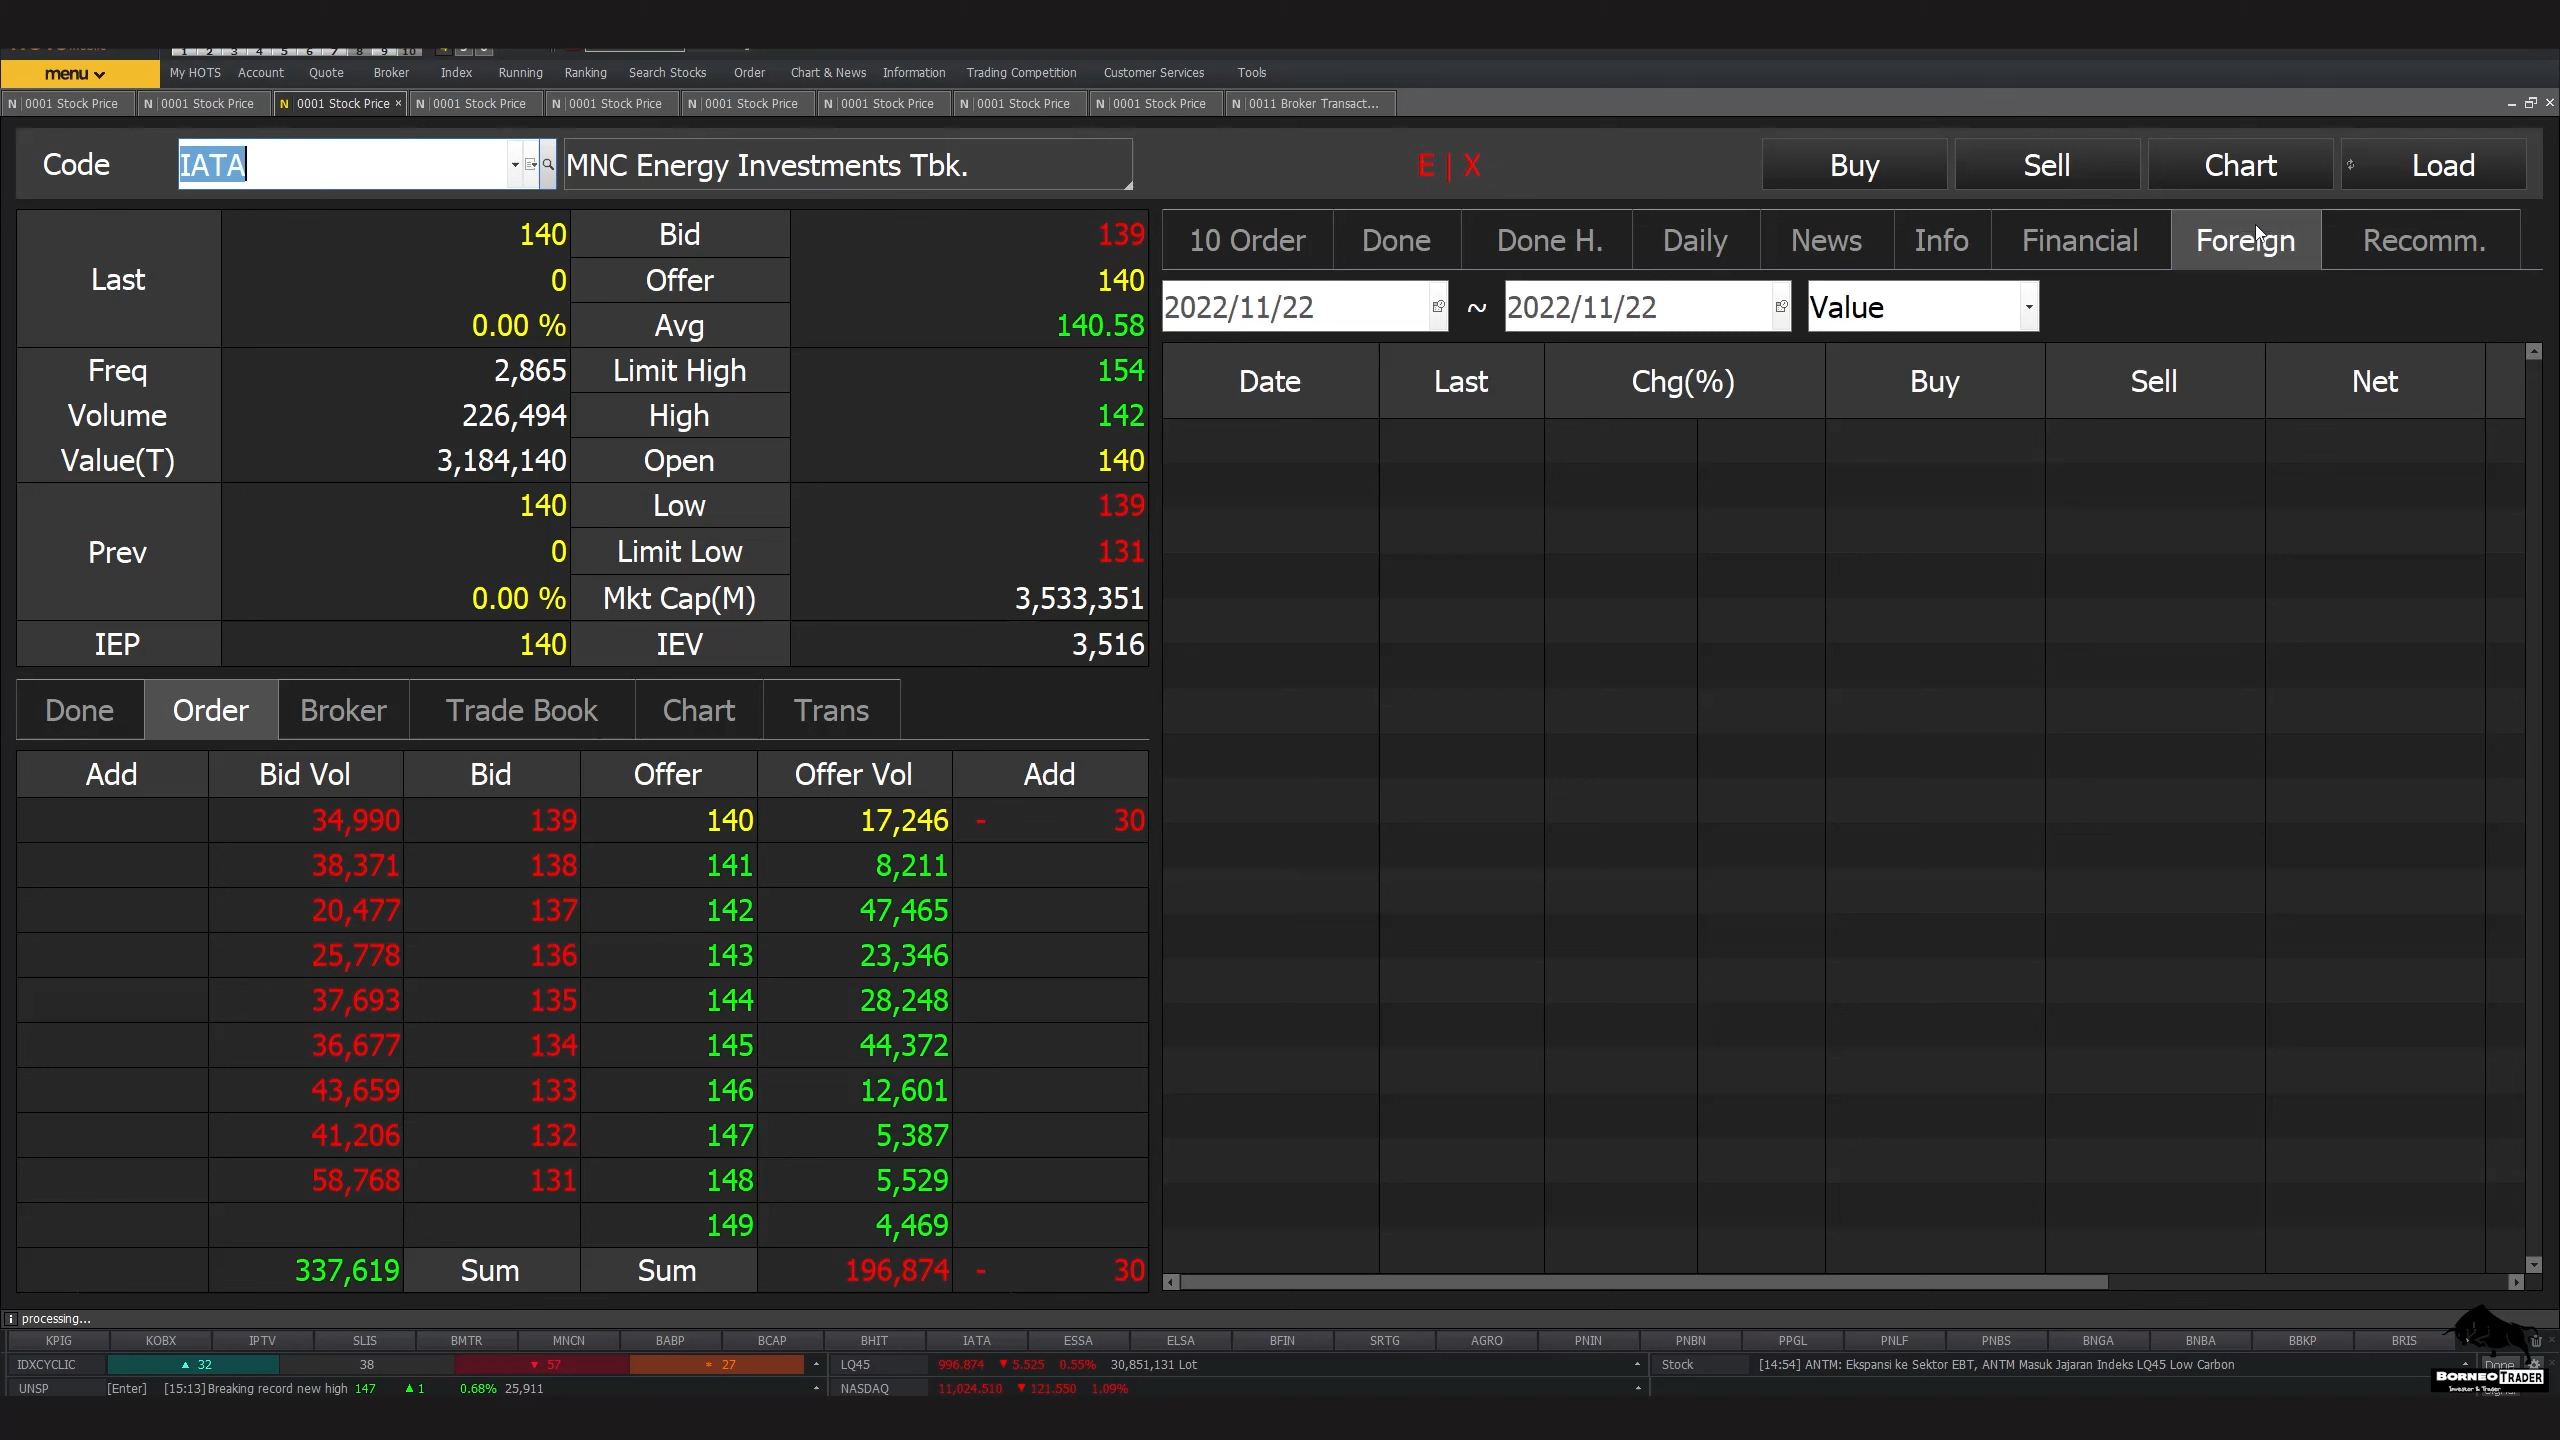 1 2 3 4 5 6 7 8 9 10
menu My HOTS Account Quote Broker Index Running Ranking Search Stocks Order Chart & News Information Trading Competition Customer Services Tools
N 0001 Stock Price N 0001 Stock Price N 0001 Stock Price × N 0001 Stock Price N 0001 Stock Price N 0001 Stock Price N 0001 Stock Price N 0001 Stock Price N 0001 Stock Price N 0011 Broker Transact...
Code IATA MNC Energy Investments Tbk. E | X Buy Sell Chart Load
10 Order Done Done H. Daily News Info Financial Foreign Recomm.
2022/11/22 ~ 2022/11/22 Value
Date Last Chg(%) Buy Sell Net
Last 140 Bid 139
0 Offer 140
0.00 % Avg 140.58
Freq 2,865 Limit High 154
Volume 226,494 High 142
Value(T) 3,184,140 Open 140
Prev 140 Low 139
0 Limit Low 131
0.00 % Mkt Cap(M) 3,533,351
IEP 140 IEV 3,516
Done Order Broker Trade Book Chart Trans
Add Bid Vol Bid Offer Offer Vol Add
34,990 139 140 17,246 - 30
38,371 138 141 8,211
20,477 137 142 47,465
25,778 136 143 23,346
37,693 135 144 28,248
36,677 134 145 44,372
43,659 133 146 12,601
41,206 132 147 5,387
58,768 131 148 5,529
149 4,469
337,619 Sum Sum 196,874 - 30
processing...
KPIG KOBX IPTV SLIS BMTR MNCN BABP BCAP BHIT IATA ESSA ELSA BFIN SRTG AGRO PNIN PNBN PPGL PNLF PNBS BNGA BNBA BBKP BRIS
IDXCYCLIC ▲ 32 38 ▼ 57 * 27 LQ45 996.874 ▼ 5.525 0.55% 30,851,131 Lot Stock [14:54] ANTM: Ekspansi ke Sektor EBT, ANTM Masuk Jajaran Indeks LQ45 Low Carbon Done
UNSP [Enter] [15:13]Breaking record new high 147 ▲ 1 0.68% 25,911 NASDAQ 11,024.510 ▼ 121.550 1.09%
BORNEO TRADER
Investor & Trader